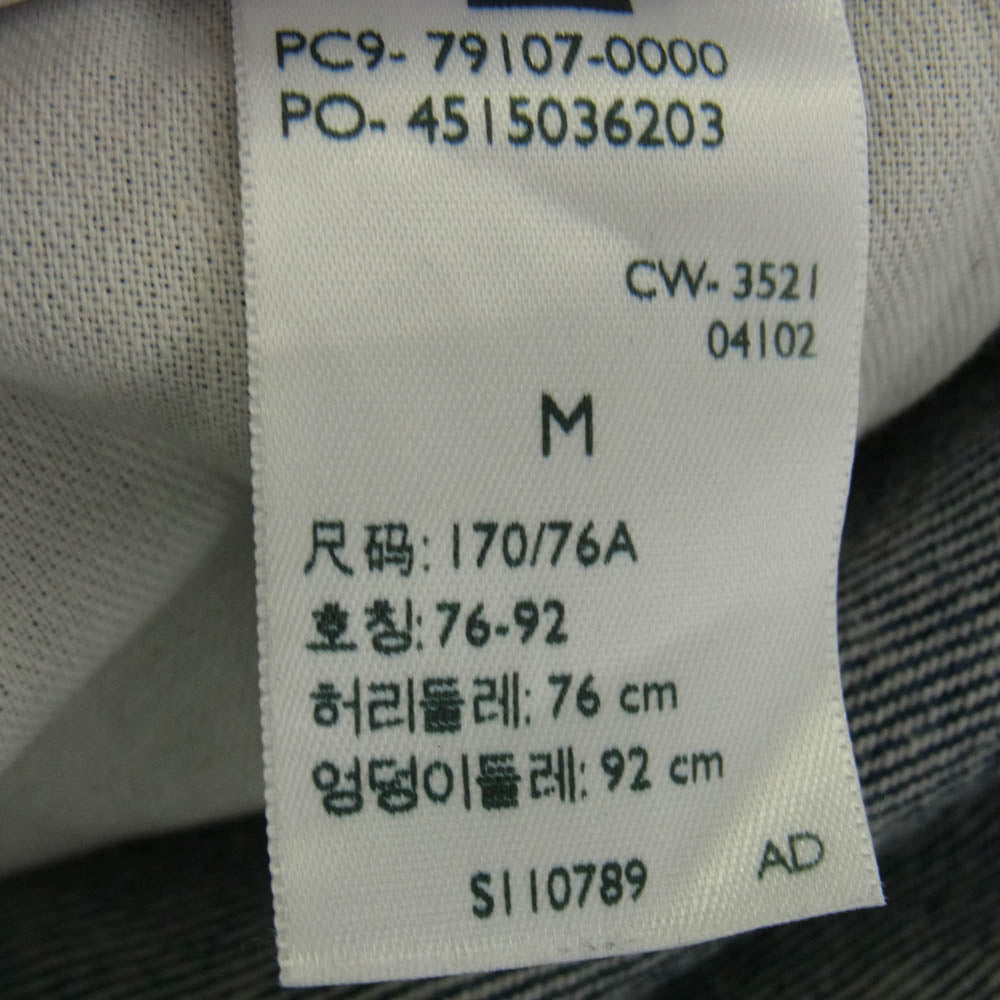 PC9- 79107-0000
PO- 4515036203
CW- 3521
04102
M
尺码: 170/76A
호칭: 76-92
허리둘레: 76 cm
엉덩이둘레: 92 cm
AD
S110789